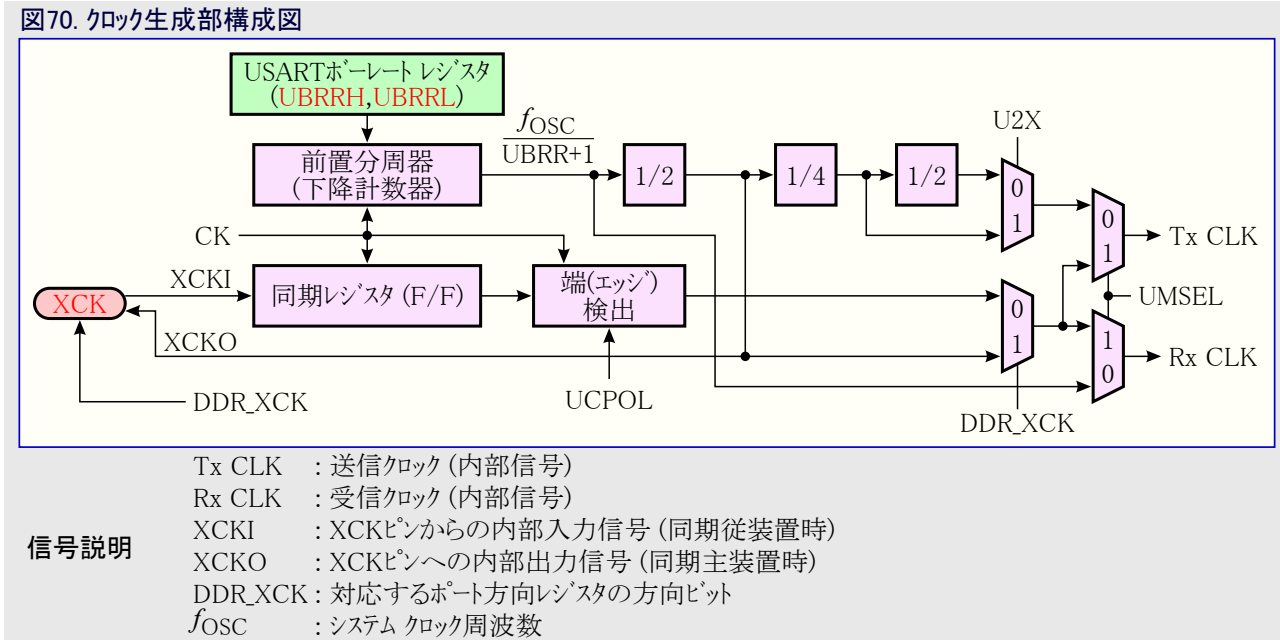 図70. クロック生成部構成図
USARTボーレート レジスタ
(UBRRH,UBRRL)
fOSC
UBRR+1
U2X
前置分周器
(下降計数器)
1/2
1/4
1/2
0
1
CK
0
1
Tx CLK
XCKI
同期レジスタ (F/F)
端(エッジ)
検出
XCK
UMSEL
0
1
XCKO
1
0
Rx CLK
DDR_XCK
UCPOL
DDR_XCK
信号説明
Tx CLK : 送信クロック (内部信号)
Rx CLK : 受信クロック (内部信号)
XCKI : XCKピンからの内部入力信号 (同期従装置時)
XCKO : XCKピンへの内部出力信号 (同期主装置時)
DDR_XCK : 対応するポート方向レジスタの方向ビット
fOSC : システム クロック周波数